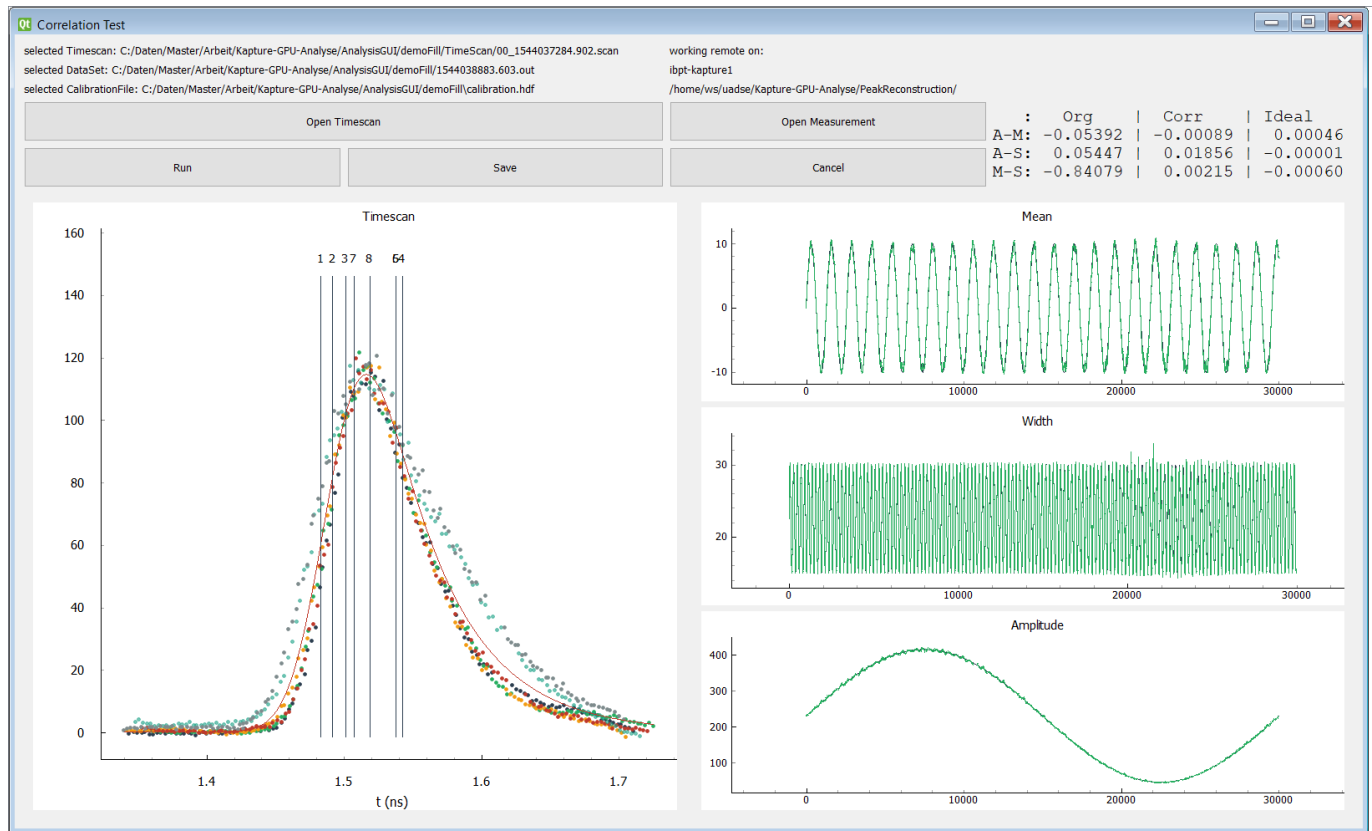 Qt Correlation Test
selected Timescan: C:/Daten/Master/Arbeit/Kapture-GPU-Analyse/AnalysisGUI/demoFill/TimeScan/00_1544037284.902.scan
working remote on:
selected DataSet: C:/Daten/Master/Arbeit/Kapture-GPU-Analyse/AnalysisGUI/demoFill/1544038883.603.out
ibpt-kapture1
selected CalibrationFile: C:/Daten/Master/Arbeit/Kapture-GPU-Analyse/AnalysisGUI/demoFill\calibration.hdf
/home/ws/uadse/Kapture-GPU-Analyse/PeakReconstruction/
Open Timescan
Open Measurement
Run
Save
Cancel
: Org | Corr | Ideal
A-M: -0.05392 | -0.00089 | 0.00046
A-S: 0.05447 | 0.01856 | -0.00001
M-S: -0.84079 | 0.00215 | -0.00060
Timescan
160
140
120
100
80
60
40
20
0
1 2 3 7 8 4
1.4 1.5 1.6 1.7
t (ns)
Mean
10
0
-10
0 10000 20000 30000
Width
30
20
0 10000 20000 30000
Amplitude
400
300
200
100
0 10000 20000 30000